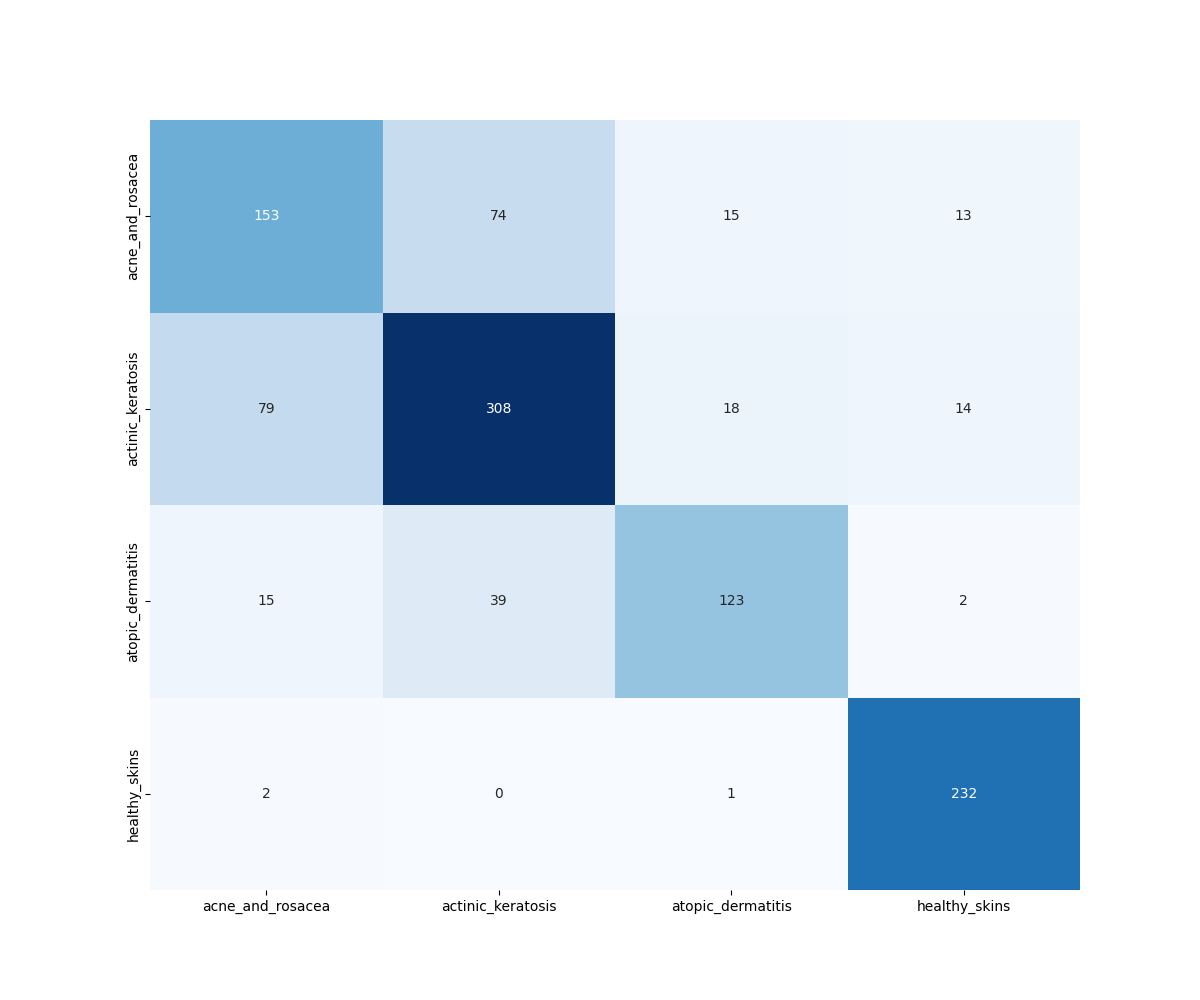 acne_and_rosacea 153 74 15 13
actinic_keratosis 79 308 18 14
atopic_dermatitis 15 39 123 2
healthy_skins 2 0 1 232
acne_and_rosacea actinic_keratosis atopic_dermatitis healthy_skins